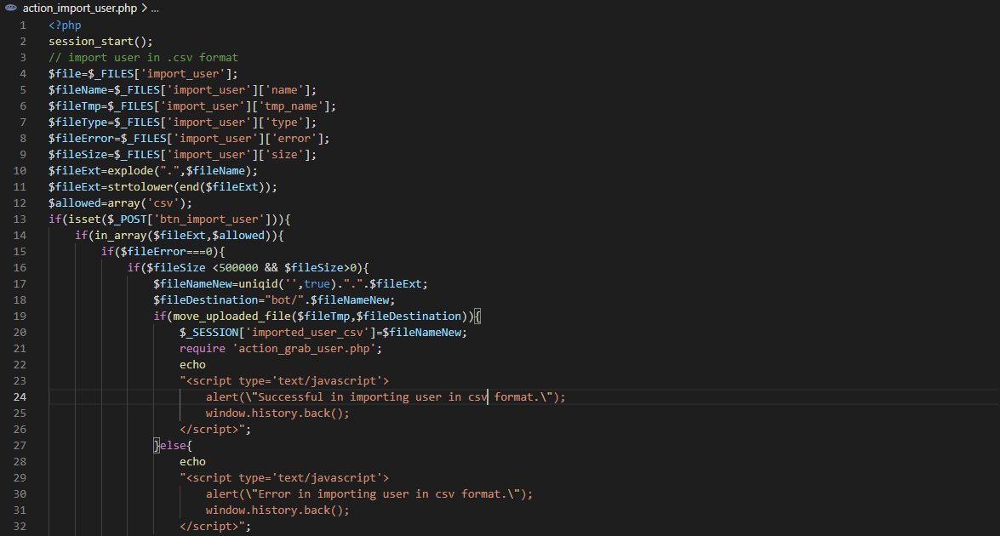 action_import_user.php > ...
1 <?php
2 session_start();
3 // import user in .csv format
4 $file=$_FILES['import_user'];
5 $fileName=$_FILES['import_user']['name'];
6 $fileTmp=$_FILES['import_user']['tmp_name'];
7 $fileType=$_FILES['import_user']['type'];
8 $fileError=$_FILES['import_user']['error'];
9 $fileSize=$_FILES['import_user']['size'];
10 $fileExt=explode(".",$fileName);
11 $fileExt=strtolower(end($fileExt));
12 $allowed=array('csv');
13 if(isset($_POST['btn_import_user'])){
14     if(in_array($fileExt,$allowed)){
15         if($fileError===0){
16             if($fileSize <500000 && $fileSize>0){
17                 $fileNameNew=uniqid('',true).".".$fileExt;
18                 $fileDestination="bot/".$fileNameNew;
19                 if(move_uploaded_file($fileTmp,$fileDestination)){
20                     $_SESSION['imported_user_csv']=$fileNameNew;
21                     require 'action_grab_user.php';
22                     echo
23                     "<script type='text/javascript'>
24                         alert(\"Successful in importing user in csv format.\");
25                         window.history.back();
26                     </script>";
27                 }else{
28                     echo
29                     "<script type='text/javascript'>
30                         alert(\"Error in importing user in csv format.\");
31                         window.history.back();
32                     </script>";